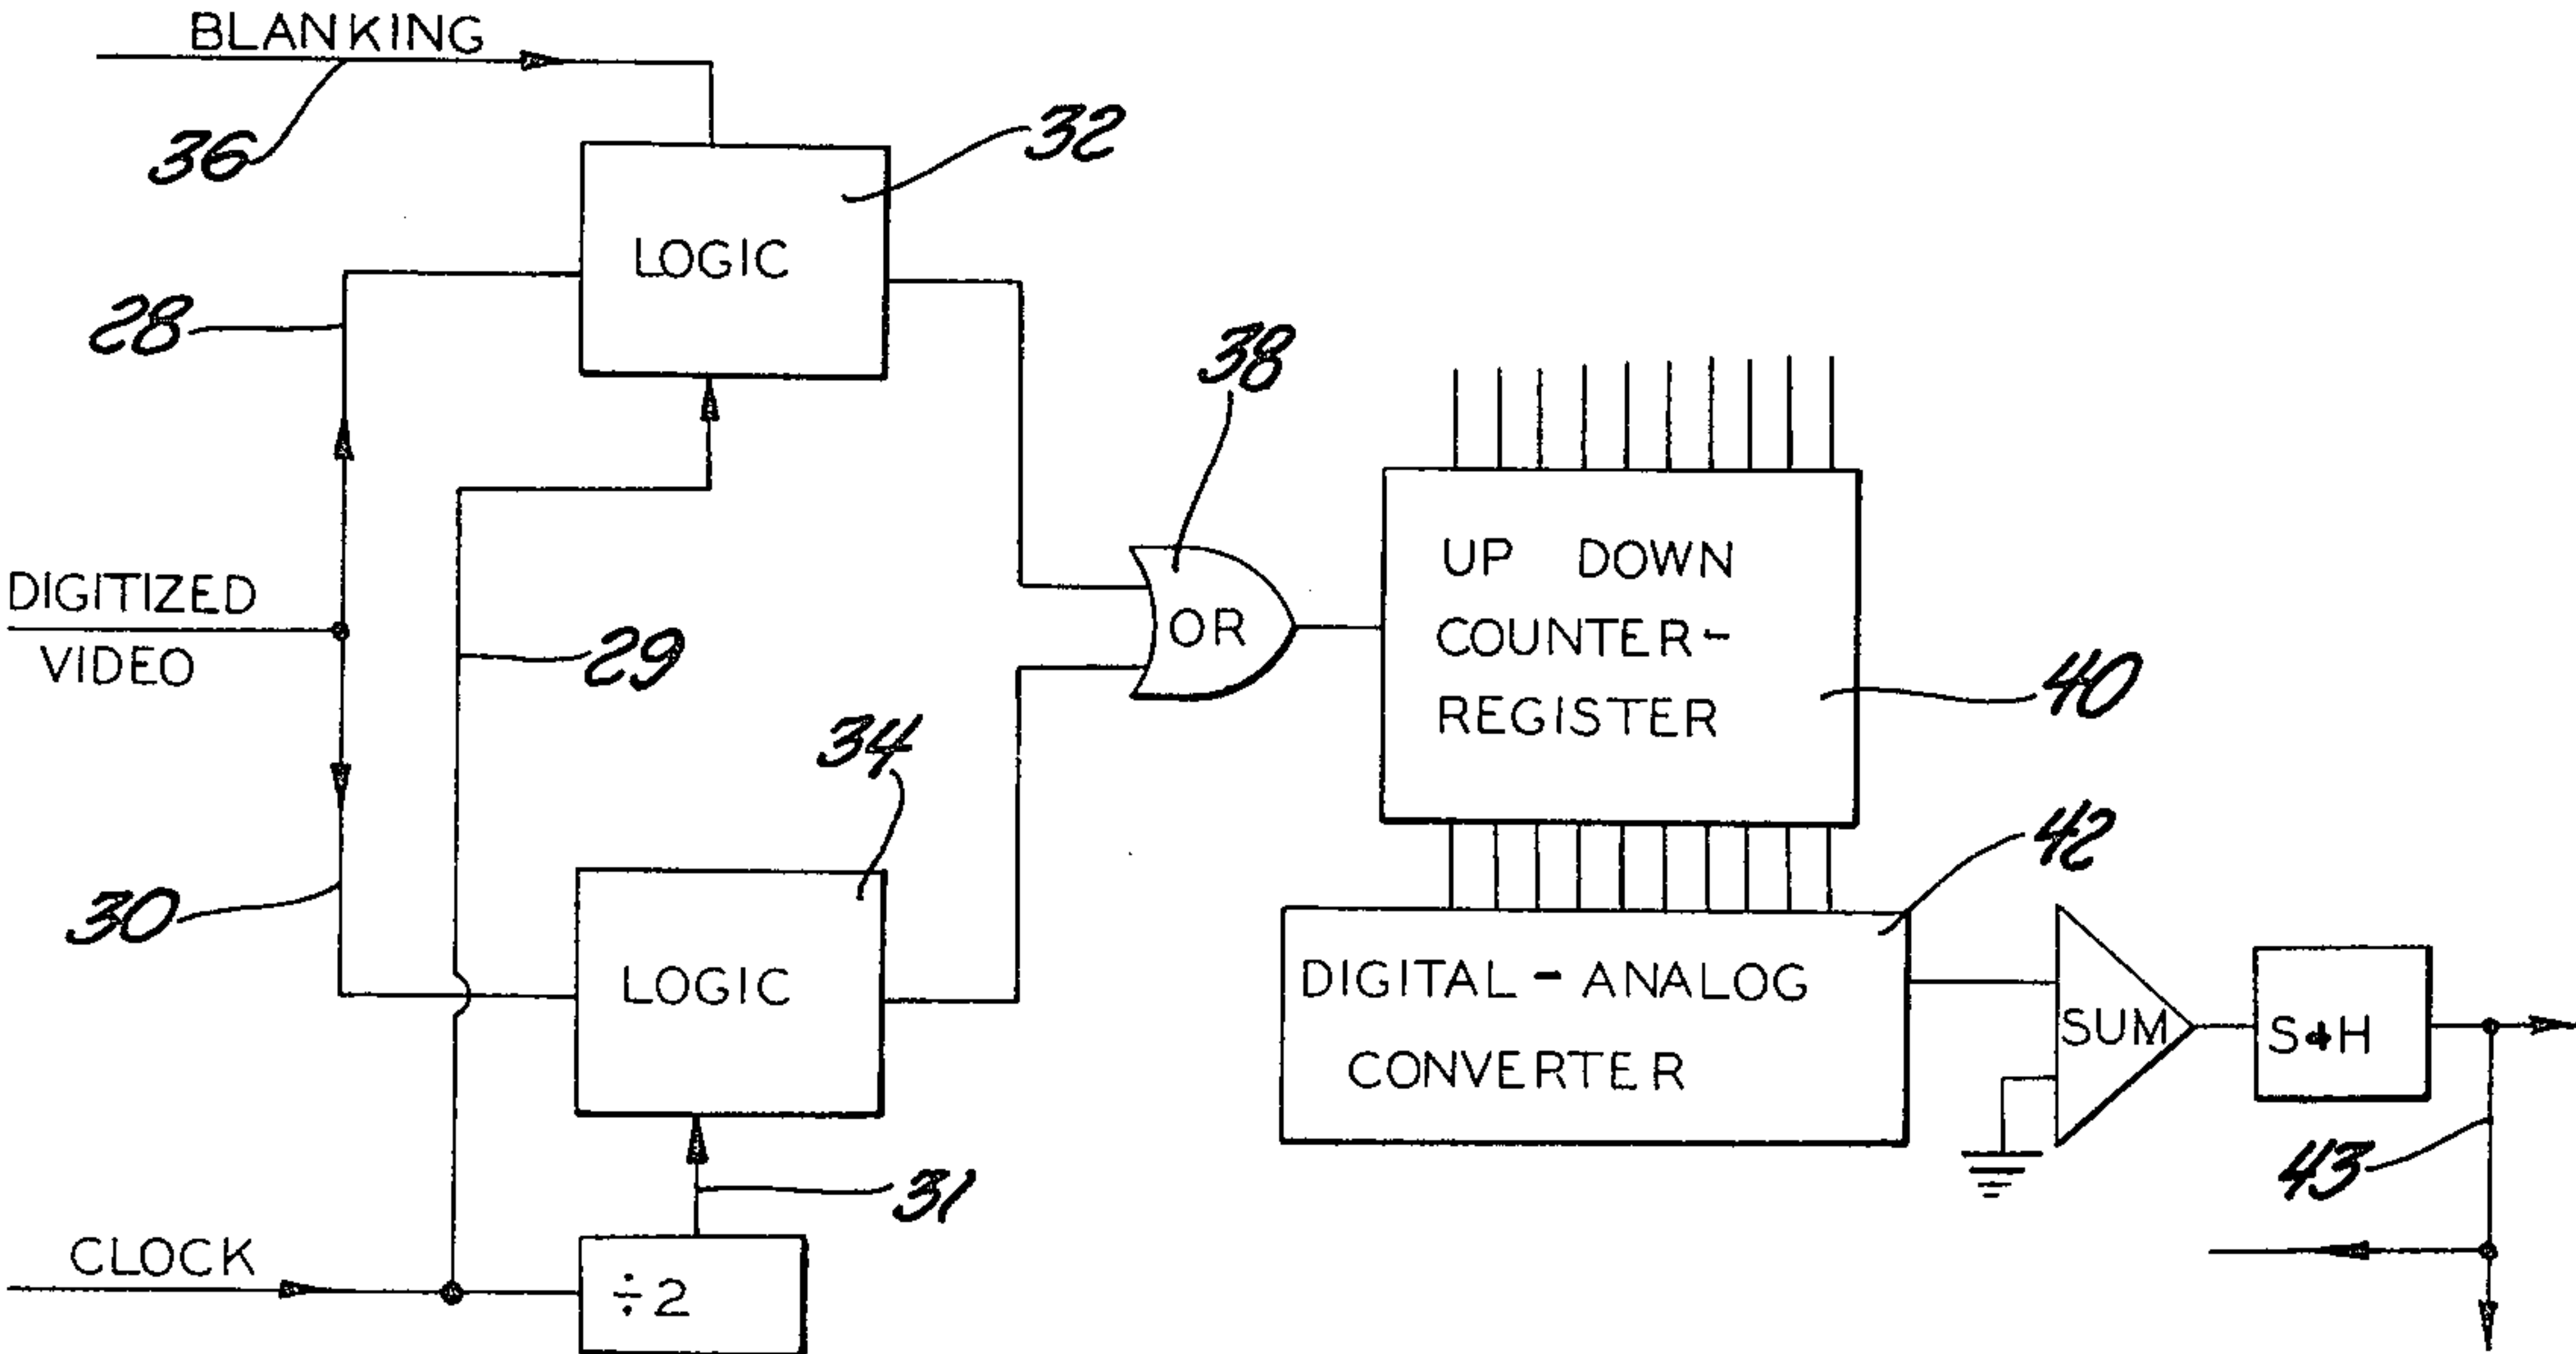 BLANKING
36
32
LOGIC
28
38
UP DOWN
DIGITIZED
OR
COUNTER-
VIDEO
29
40
REGISTER
34
42
30
LOGIC
DIGITAL-ANALOG
SUM
S&H
CONVERTER
43
31
CLOCK
÷2